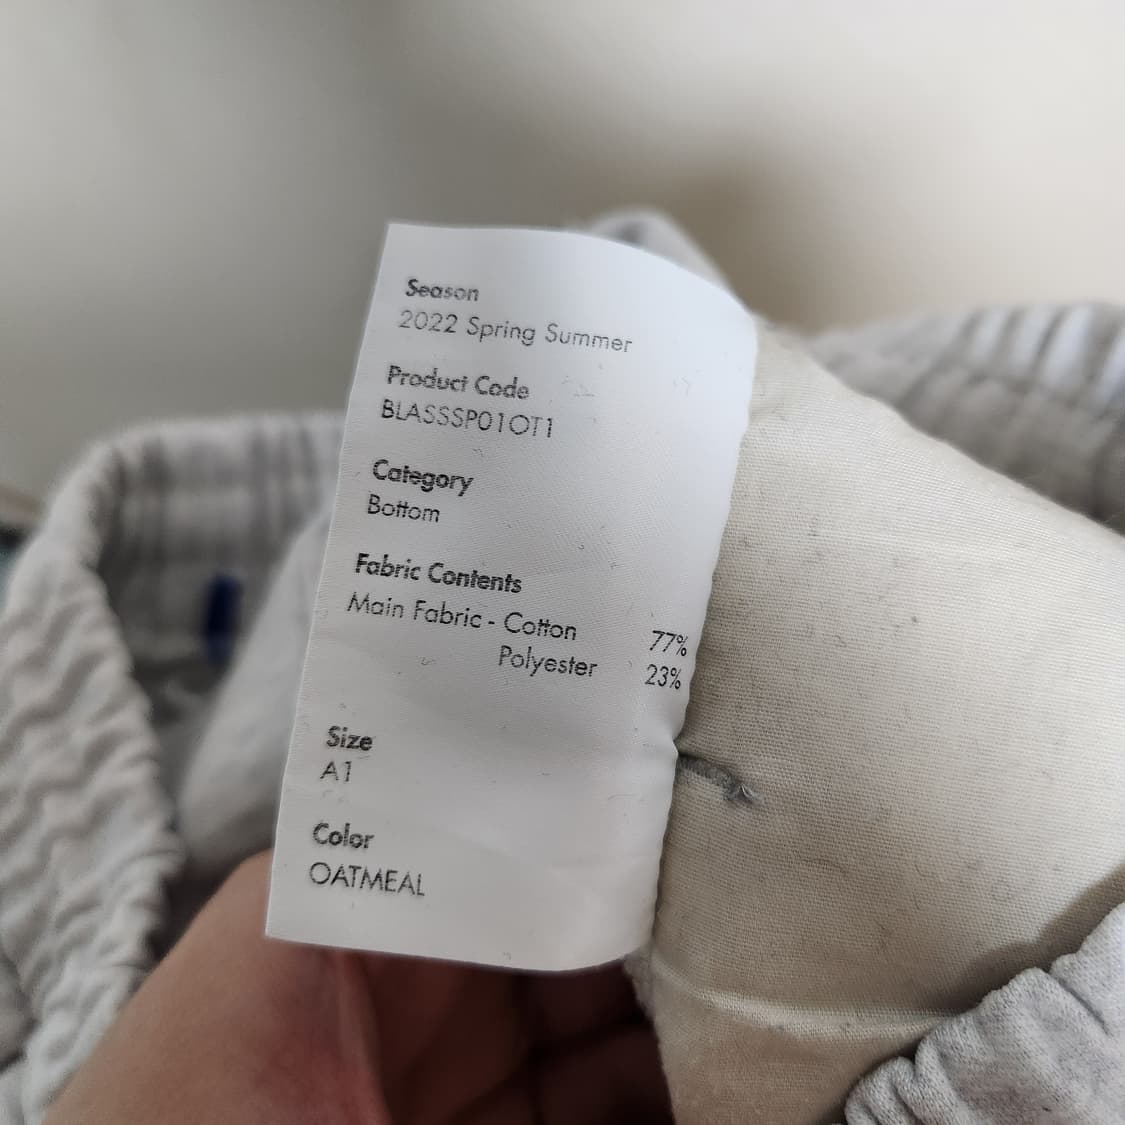 Season
2022 Spring Summer
Product Code
BLASSSP01OT1
Category
Bottom
Fabric Contents
Main Fabric - Cotton 77%
Polyester 23%
Size
A1
Color
OATMEAL